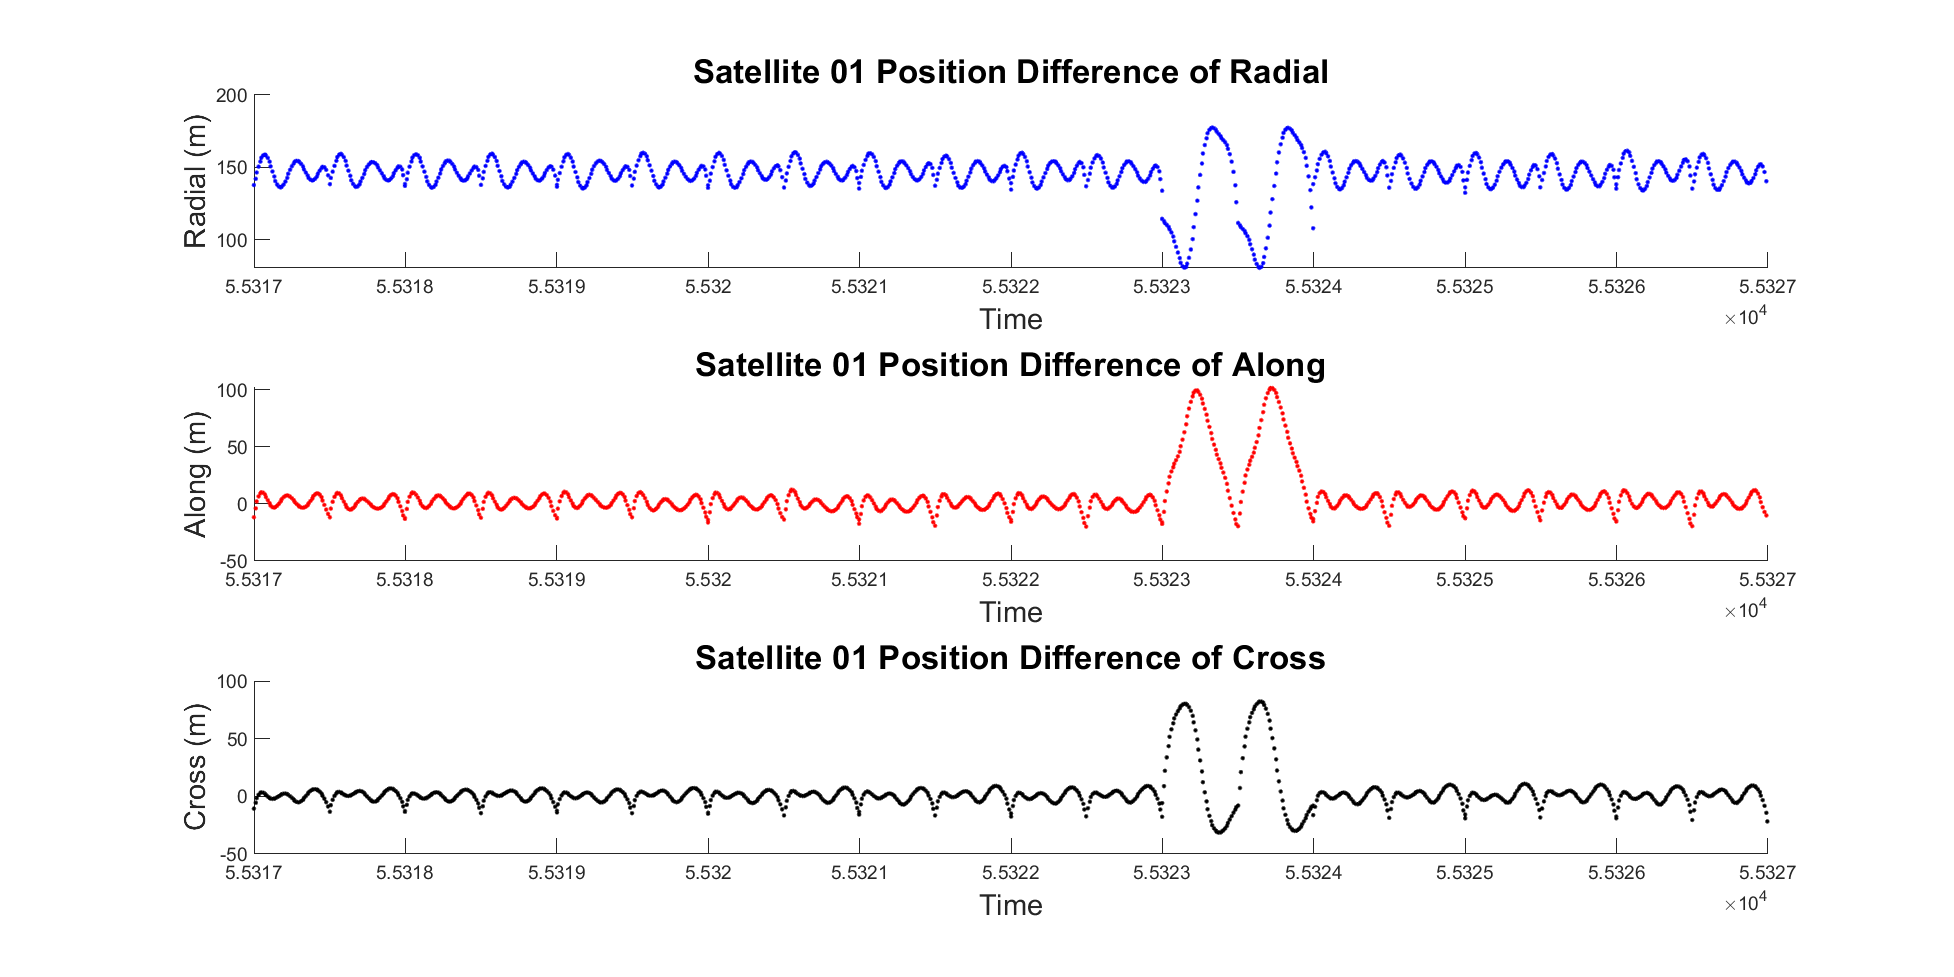 Satellite 01 Position Difference of Radial
Radial (m)
200
150
100
5.5317 5.5318 5.5319 5.532 5.5321 5.5322 5.5323 5.5324 5.5325 5.5326 5.5327
Time
×10^4
Satellite 01 Position Difference of Along
Along (m)
100
50
0
-50
5.5317 5.5318 5.5319 5.532 5.5321 5.5322 5.5323 5.5324 5.5325 5.5326 5.5327
Time
×10^4
Satellite 01 Position Difference of Cross
Cross (m)
100
50
0
-50
5.5317 5.5318 5.5319 5.532 5.5321 5.5322 5.5323 5.5324 5.5325 5.5326 5.5327
Time
×10^4